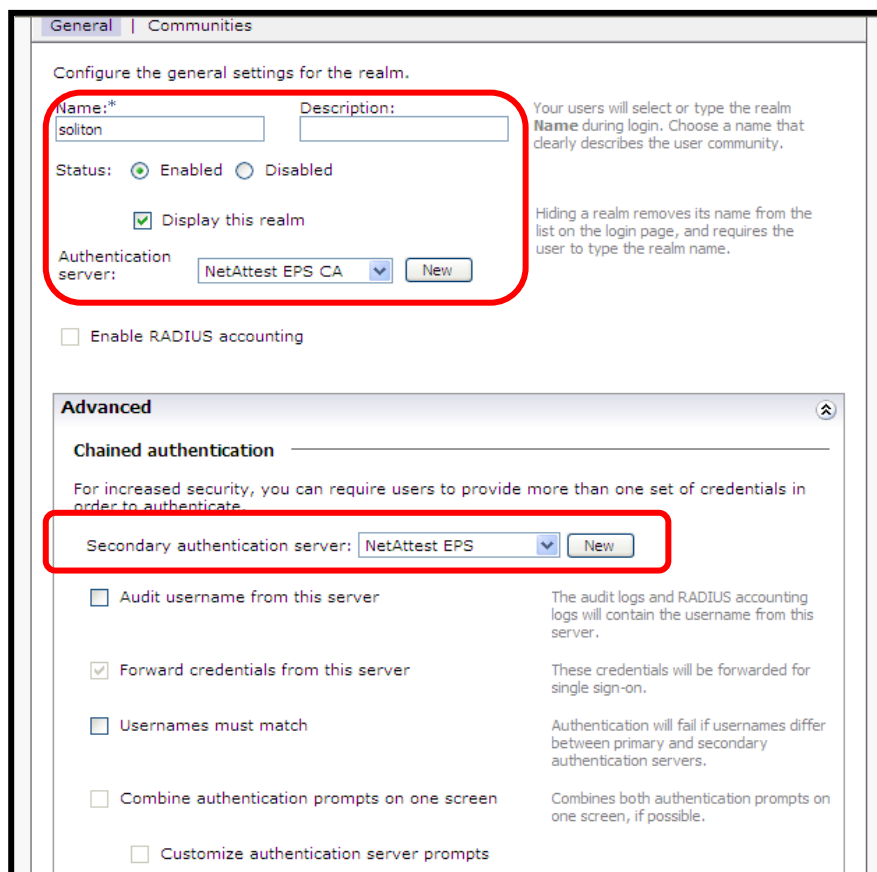 General | Communities
Configure the general settings for the realm.
Name:* Description:
soliton
Your users will select or type the realm
Name during login. Choose a name that
clearly describes the user community.
Status: Enabled Disabled
Display this realm
Hiding a realm removes its name from the
list on the login page, and requires the
user to type the realm name.
Authentication
server: NetAttest EPS CA New
Enable RADIUS accounting
Advanced
Chained authentication
For increased security, you can require users to provide more than one set of credentials in
order to authenticate.
Secondary authentication server: NetAttest EPS New
Audit username from this server
The audit logs and RADIUS accounting
logs will contain the username from this
server.
Forward credentials from this server
These credentials will be forwarded for
single sign-on.
Usernames must match
Authentication will fail if usernames differ
between primary and secondary
authentication servers.
Combine authentication prompts on one screen
Combines both authentication prompts on
one screen, if possible.
Customize authentication server prompts